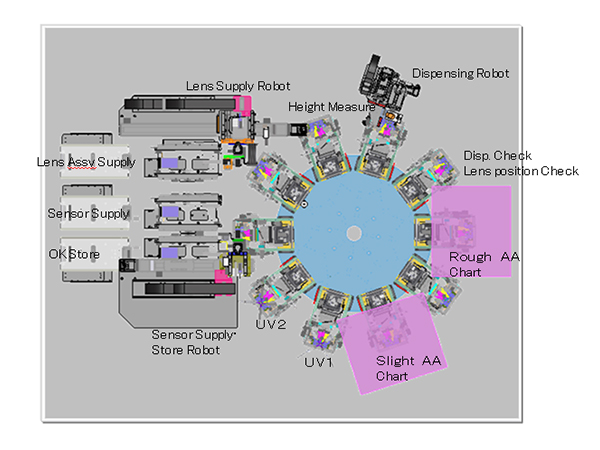 Lens Supply Robot
Dispensing Robot
Height Measure
Disp. Check
Lens position Check
Lens Assy Supply
Sensor Supply
OK Store
Rough AA
Chart
UV2
UV1
Sensor Supply・
Store Robot
Slight AA
Chart